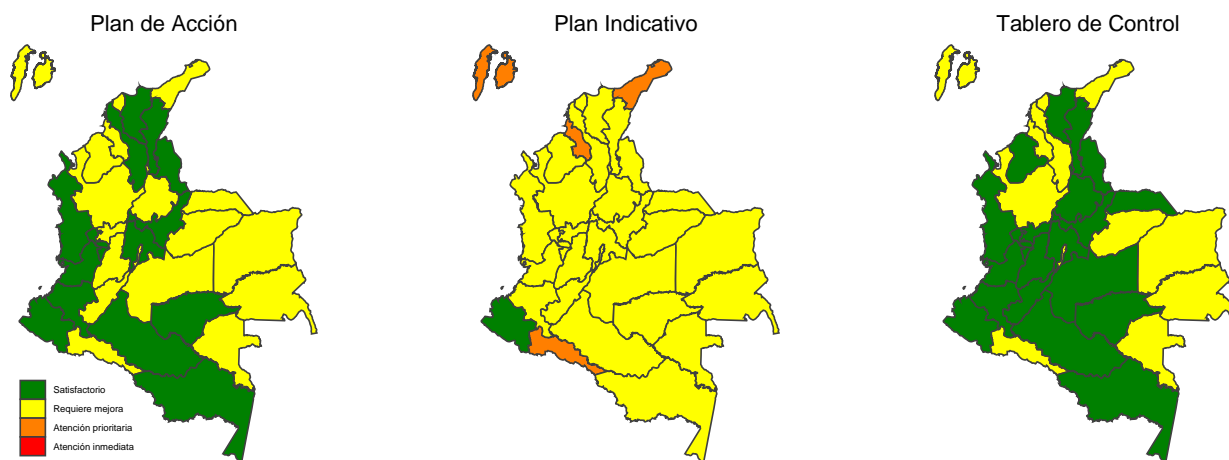 Plan de Acción
Plan Indicativo
Tablero de Control
Satisfactorio
Requiere mejora
Atención prioritaria
Atención inmediata